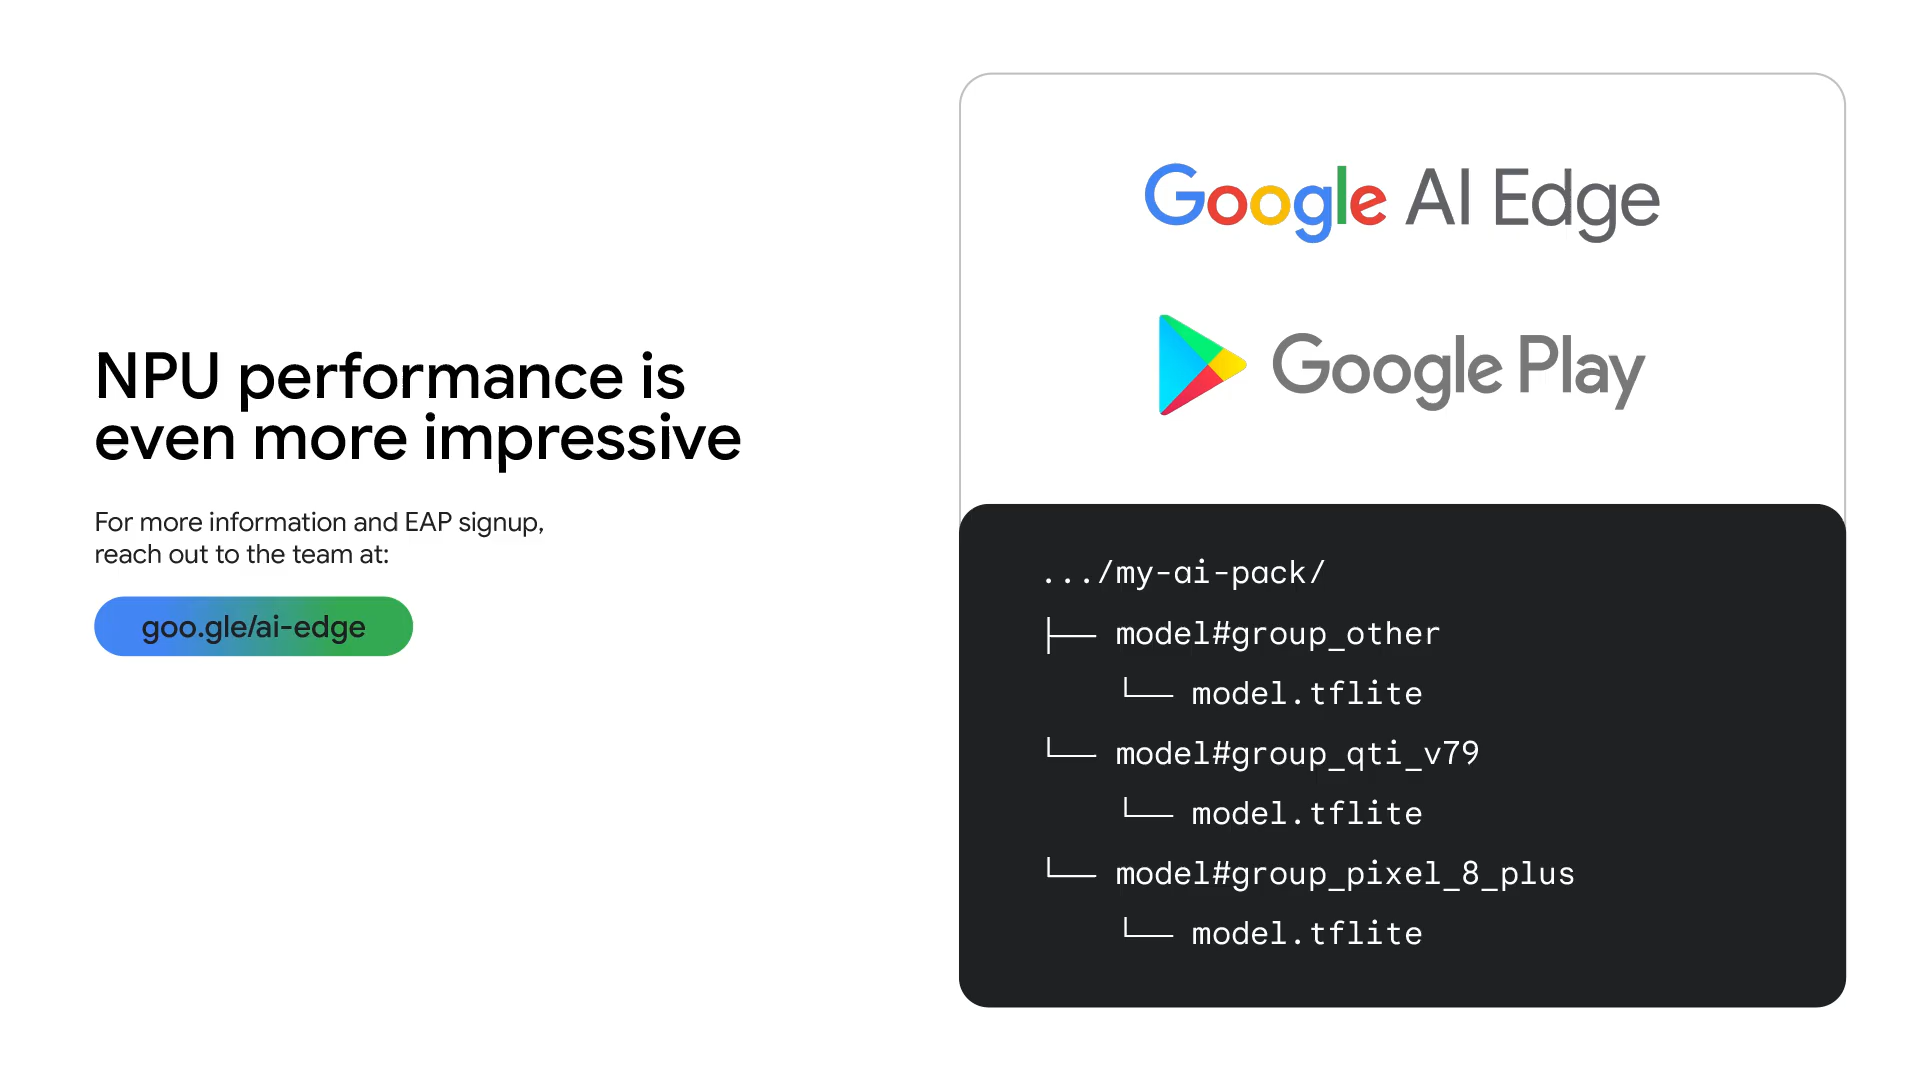 NPU performance is
even more impressive
For more information and EAP signup,
reach out to the team at:
goo.gle/ai-edge
Google AI Edge
Google Play
.../my-ai-pack/
├── model#group_other
    └── model.tflite
└── model#group_qti_v79
    └── model.tflite
└── model#group_pixel_8_plus
    └── model.tflite